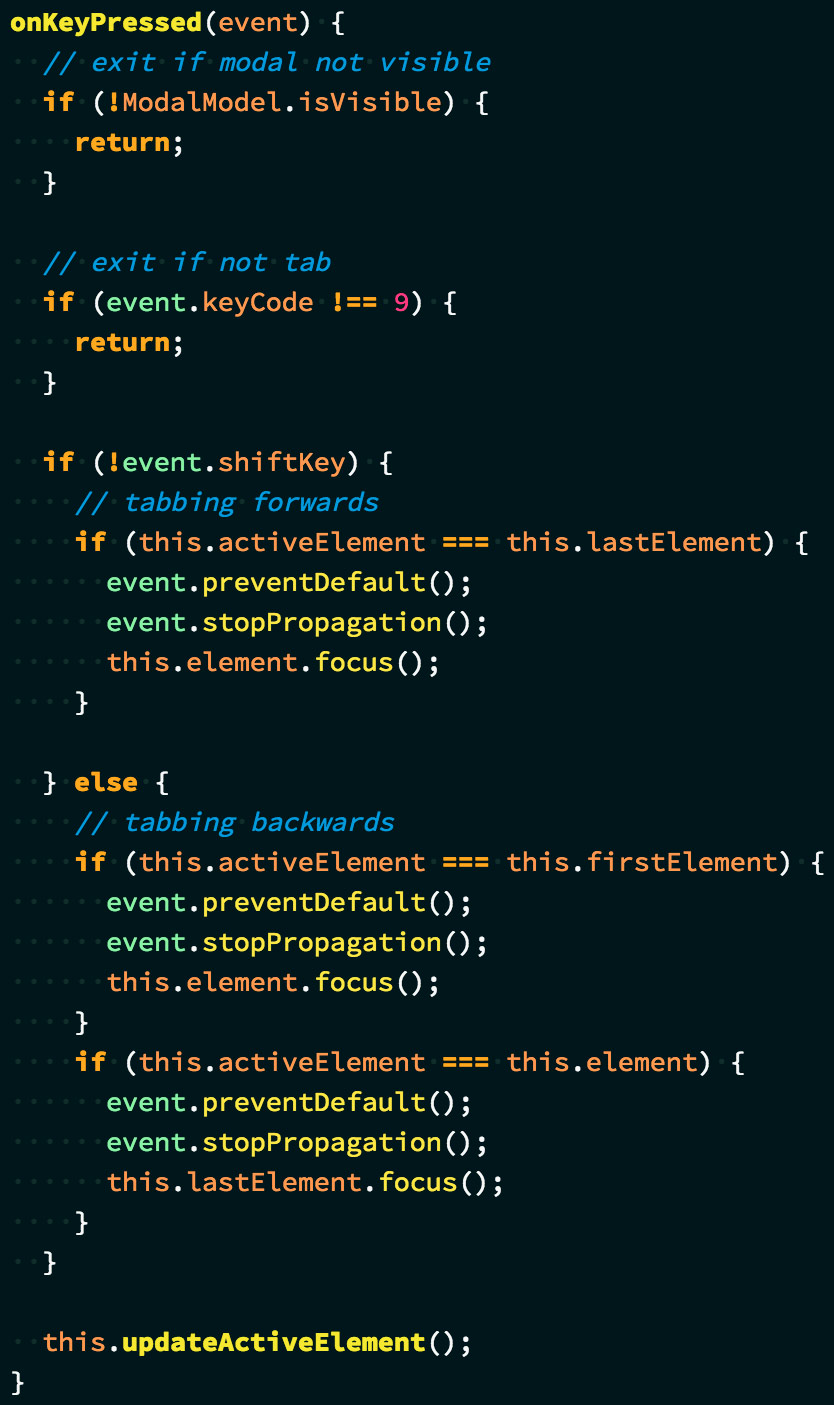 onKeyPressed(event) {
  // exit if modal not visible
  if (!ModalModel.isVisible) {
    return;
  }

  // exit if not tab
  if (event.keyCode !== 9) {
    return;
  }

  if (!event.shiftKey) {
    // tabbing forwards
    if (this.activeElement === this.lastElement) {
      event.preventDefault();
      event.stopPropagation();
      this.element.focus();
    }

  } else {
    // tabbing backwards
    if (this.activeElement === this.firstElement) {
      event.preventDefault();
      event.stopPropagation();
      this.element.focus();
    }
    if (this.activeElement === this.element) {
      event.preventDefault();
      event.stopPropagation();
      this.lastElement.focus();
    }
  }

  this.updateActiveElement();
}